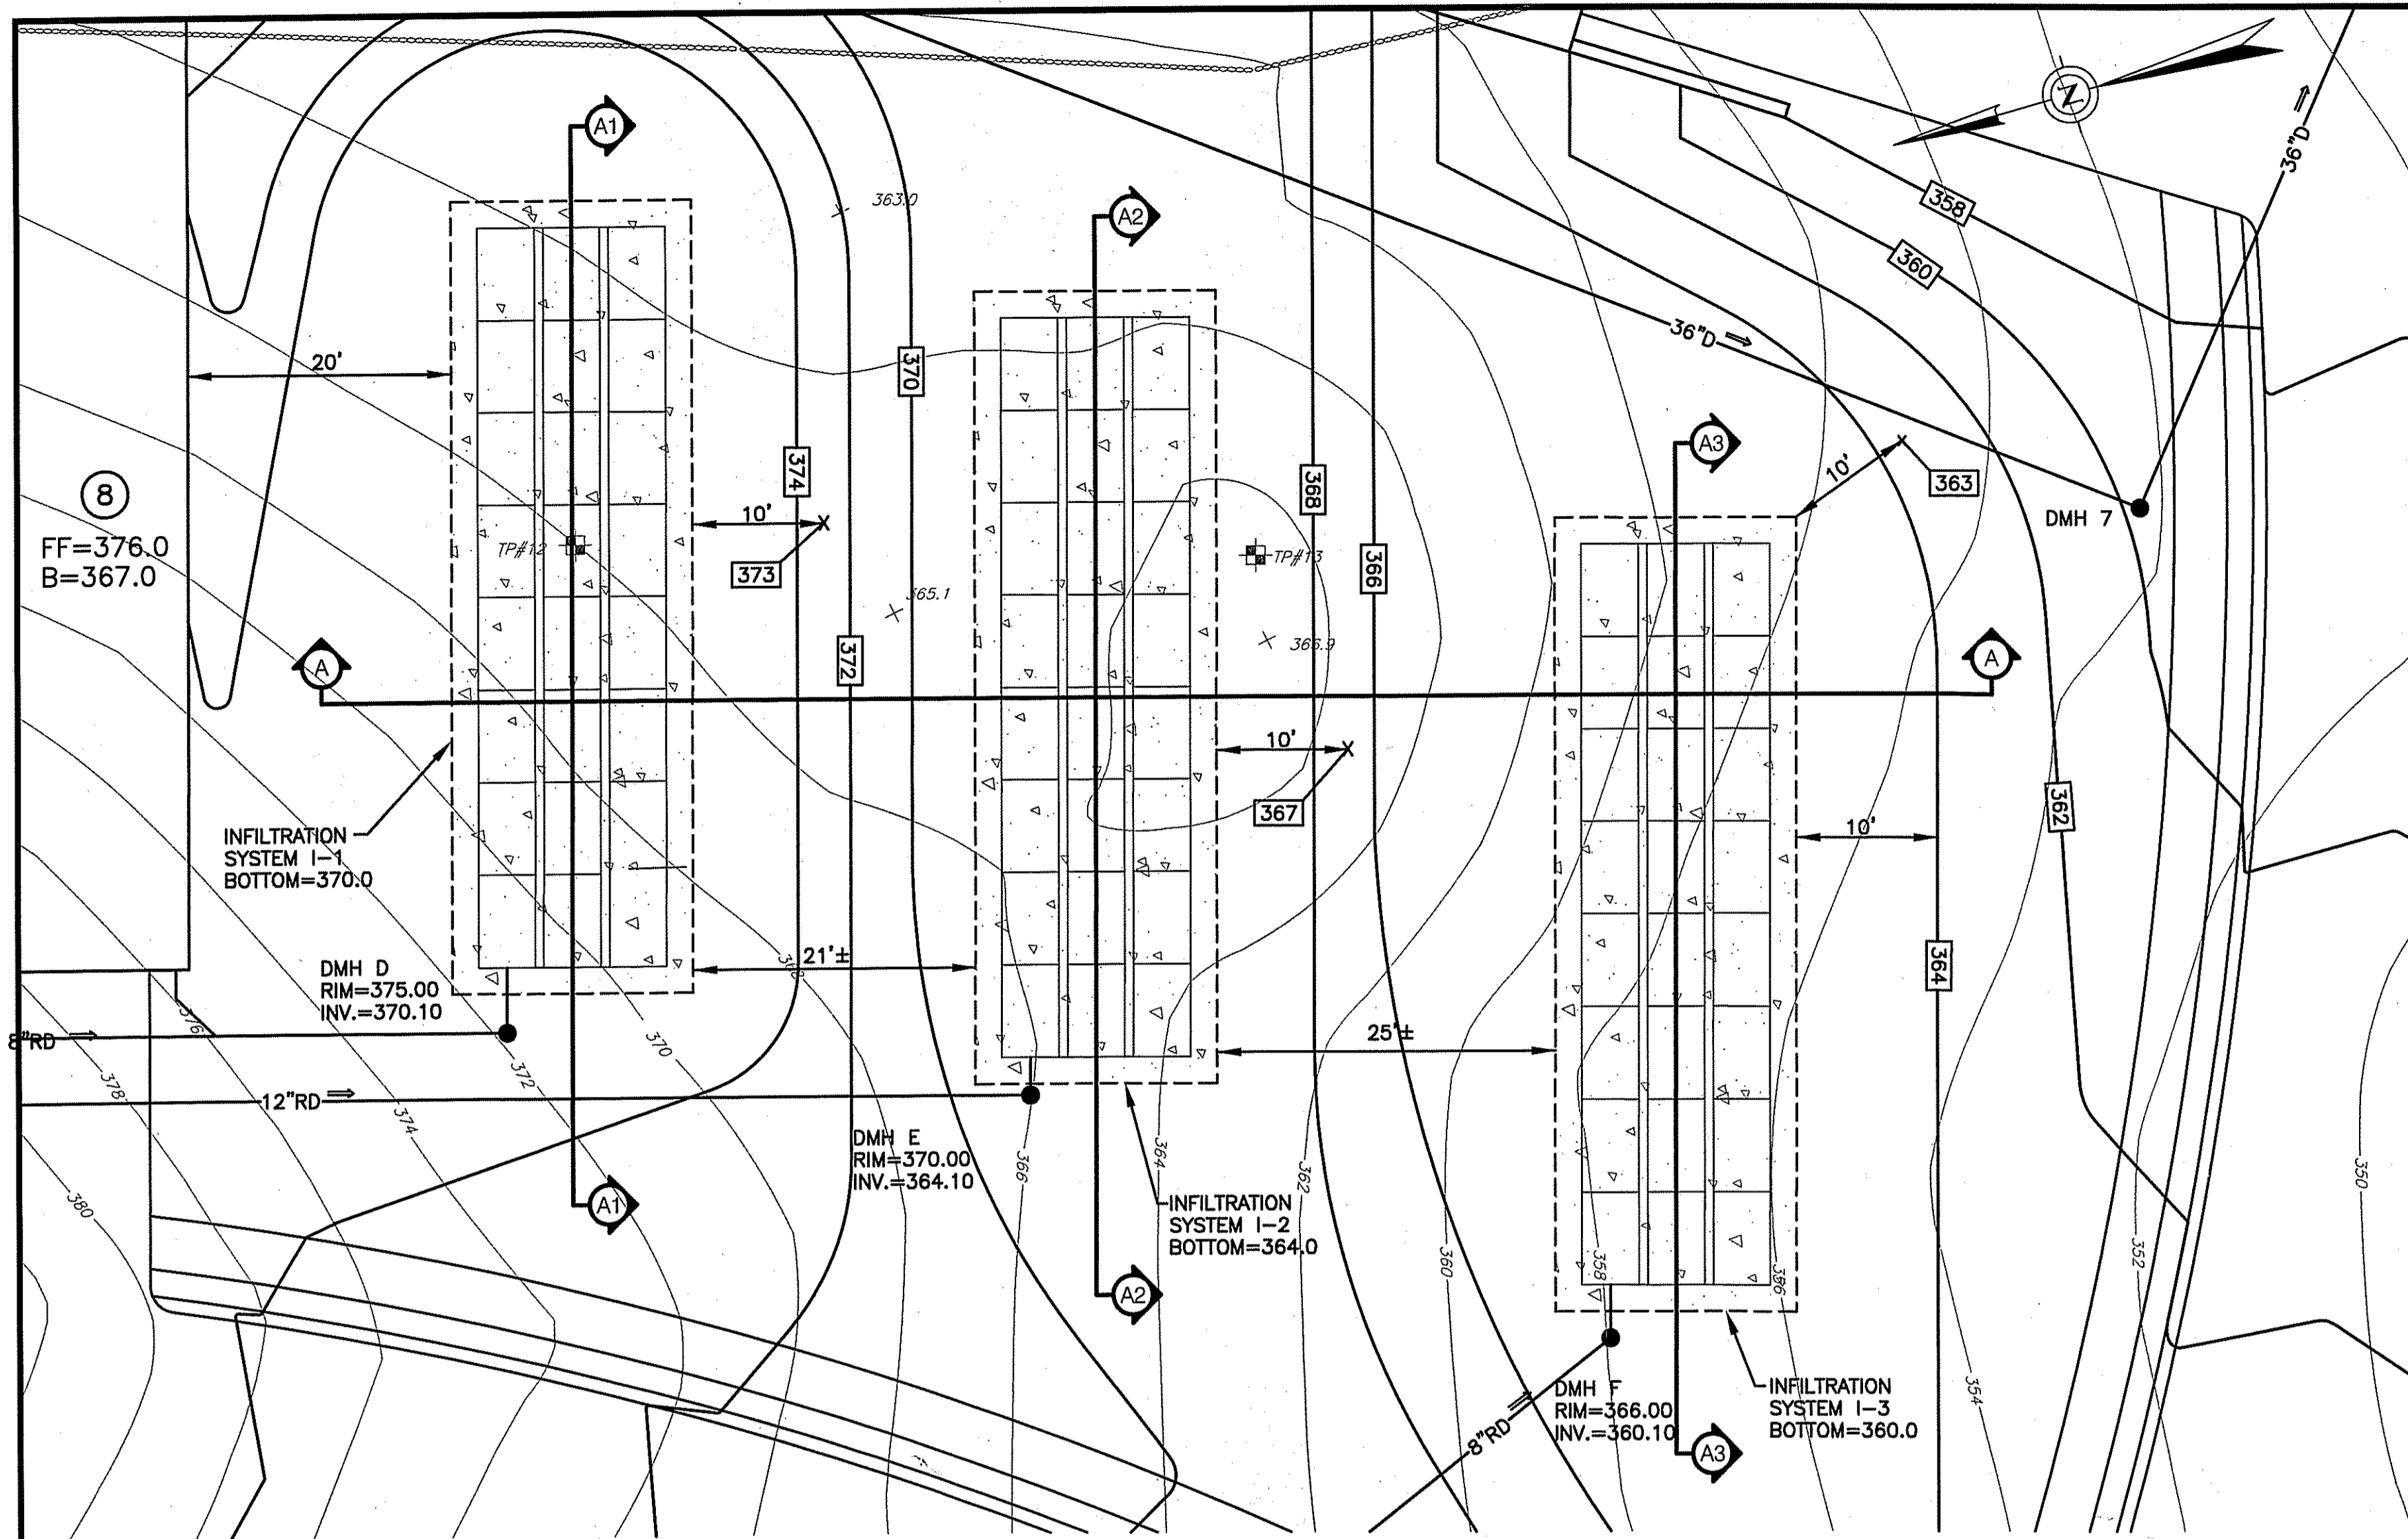 A1
N
36"D
363.0
A2
358
360
36"D
20'
370
A3
374
368
10'
363
8
FF=376.0
B=367.0
TP#12
10'
373
TP#13
366
DMH 7
365.1
366.9
372
A
A
10'
367
362
10'
INFILTRATION
SYSTEM I-1
BOTTOM=370.0
364
DMH D
RIM=375.00
INV.=370.10
21'±
368
8"RD
376
25'±
370
372
378
12"RD
374
DMH E
RIM=370.00
INV.=364.10
366
364
362
350
380
A1
INFILTRATION
SYSTEM I-2
BOTTOM=364.0
360
358
356
352
A2
DMH F
RIM=366.00
INV.=360.10
INFILTRATION
SYSTEM I-3
BOTTOM=360.0
354
8"RD
A3